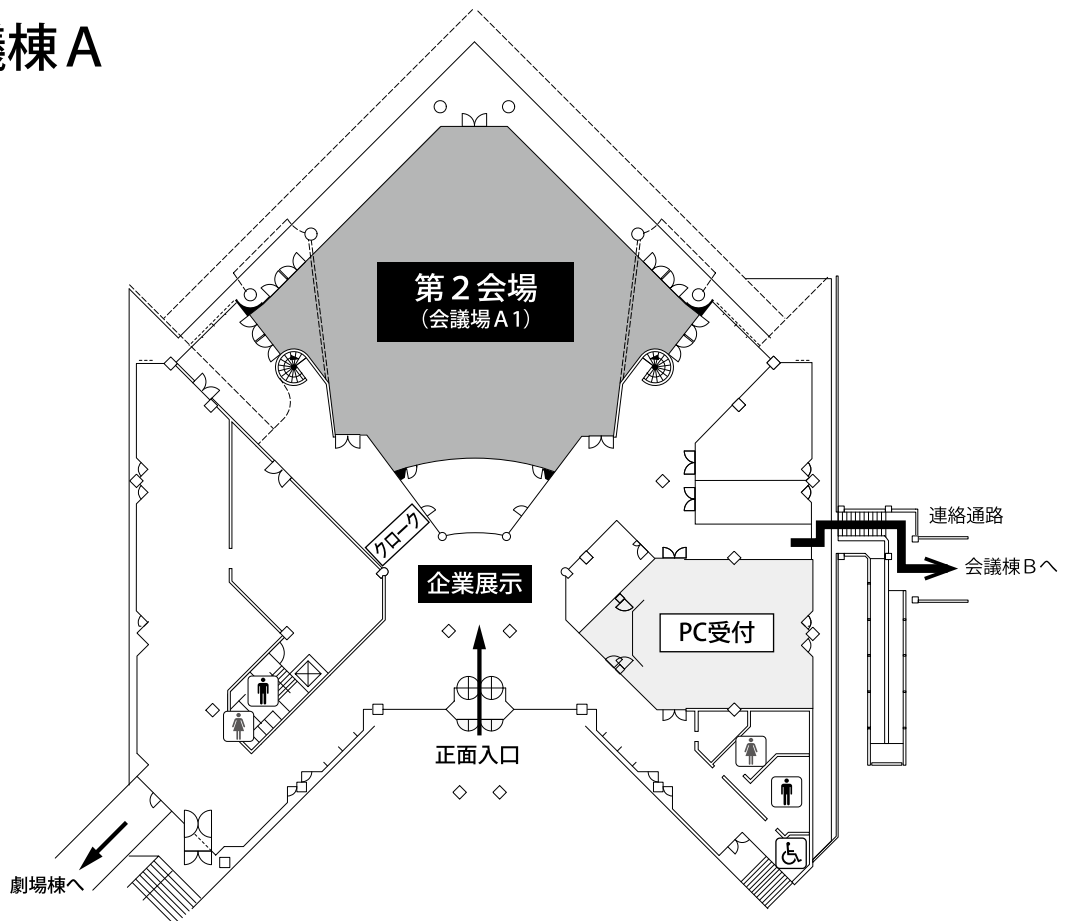 棟A
第2会場
（会議場A1）
クローク
企業展示
連絡通路
会議棟Bへ
PC受付
正面入口
劇場棟へ